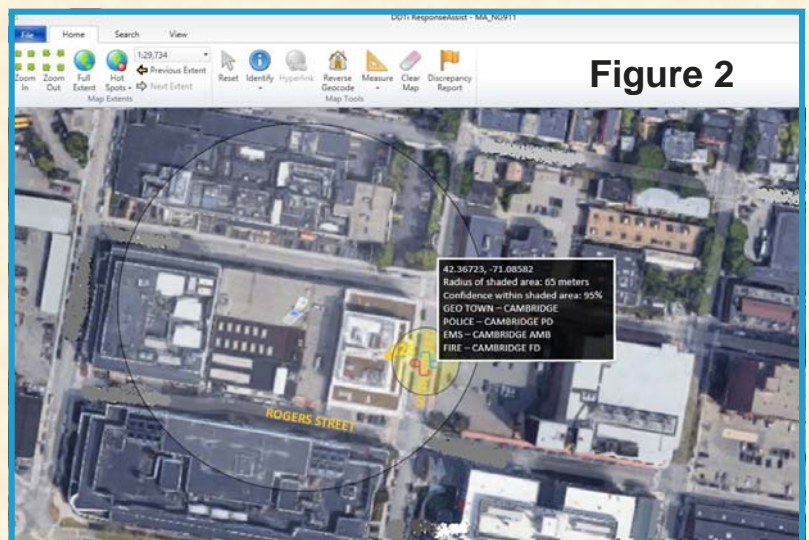 DDTi ResponseAssist - MA_NG911
File Home Search View
1:29,734
Previous Extent
Next Extent
Zoom In
Zoom Out
Full Extent
Hot Spots
Reset
Identify
Hyperlink
Reverse Geocode
Measure
Clear Map
Discrepancy Report
Map Extents
Map Tools
Figure 2
42.36723, -71.08582
Radius of shaded area: 65 meters
Confidence within shaded area: 95%
GEO TOWN – CAMBRIDGE
POLICE – CAMBRIDGE PD
EMS – CAMBRIDGE AMB
FIRE – CAMBRIDGE FD
ROGERS STREET